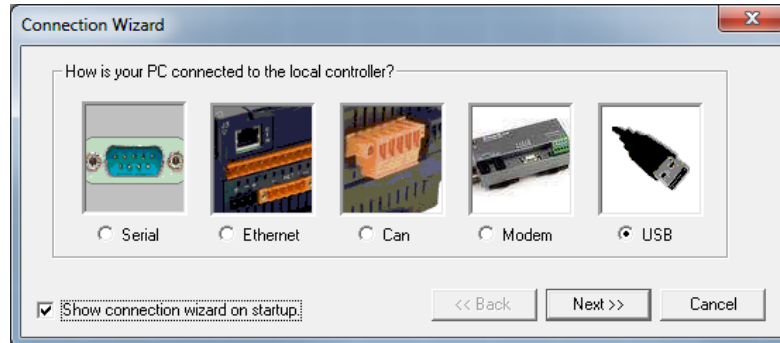 Connection Wizard
How is your PC connected to the local controller?
Serial Ethernet Can Modem USB
Show connection wizard on startup.
<< Back Next >> Cancel